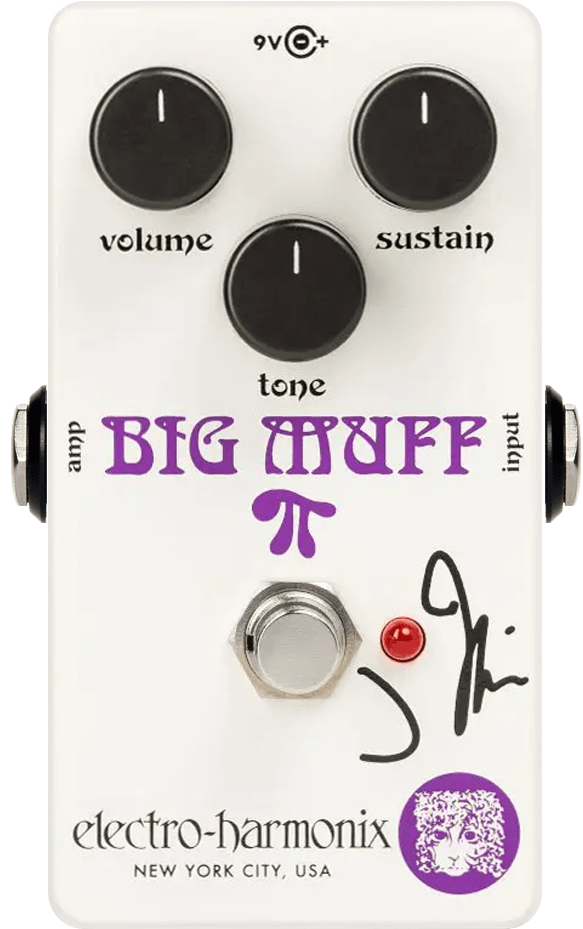 9V +
volume
sustain
tone
amp
BIG MUFF
input
π
electro-harmonix
NEW YORK CITY, USA